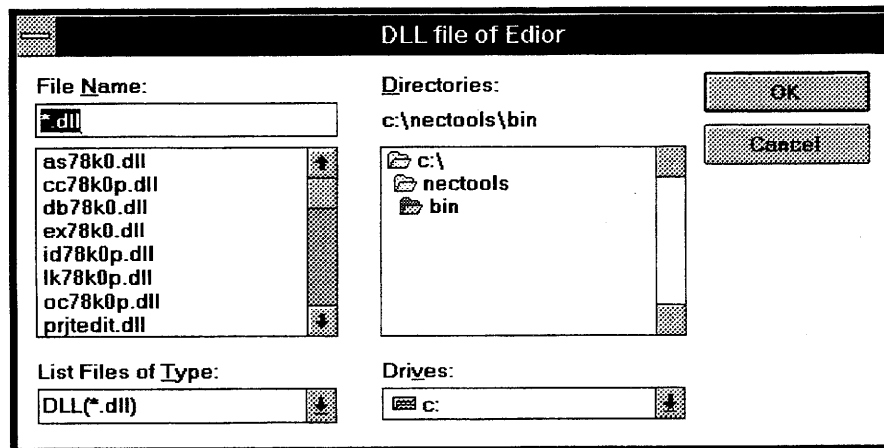 DLL file of Edior
File Name:
*.dll
as78k0.dll
cc78k0p.dll
db78k0.dll
ex78k0.dll
id78k0p.dll
lk78k0p.dll
oc78k0p.dll
prjtedit.dll
List Files of Type:
DLL(*.dll)
Directories:
c:\nectools\bin
c:\
nectools
bin
Drives:
c:
OK
Cancel